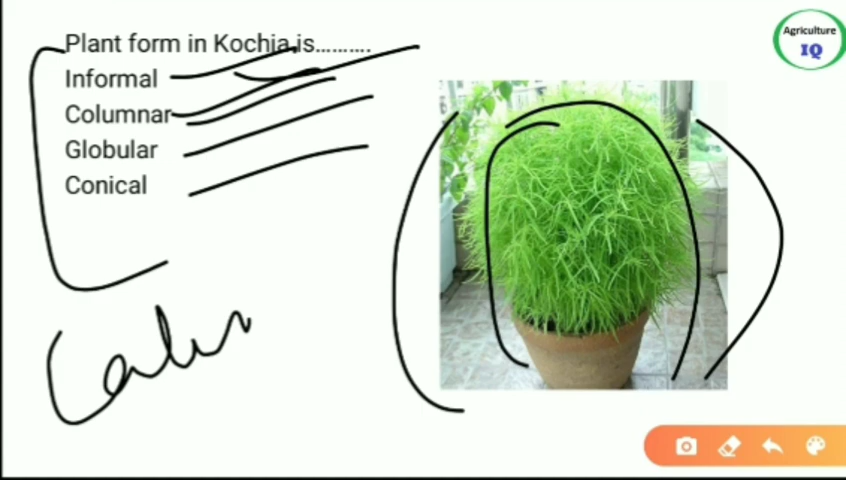 Plant form in Kochia is..........
Informal
Columnar
Globular
Conical
Agriculture
IQ